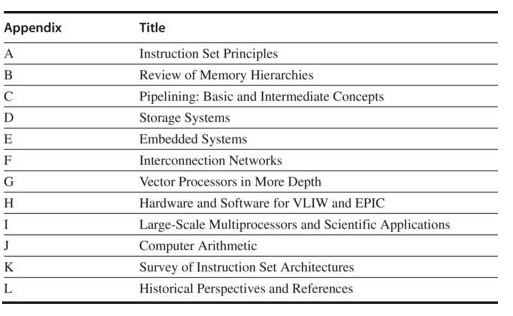 Appendix Title
A Instruction Set Principles
B Review of Memory Hierarchies
C Pipelining: Basic and Intermediate Concepts
D Storage Systems
E Embedded Systems
F Interconnection Networks
G Vector Processors in More Depth
H Hardware and Software for VLIW and EPIC
I Large-Scale Multiprocessors and Scientific Applications
J Computer Arithmetic
K Survey of Instruction Set Architectures
L Historical Perspectives and References